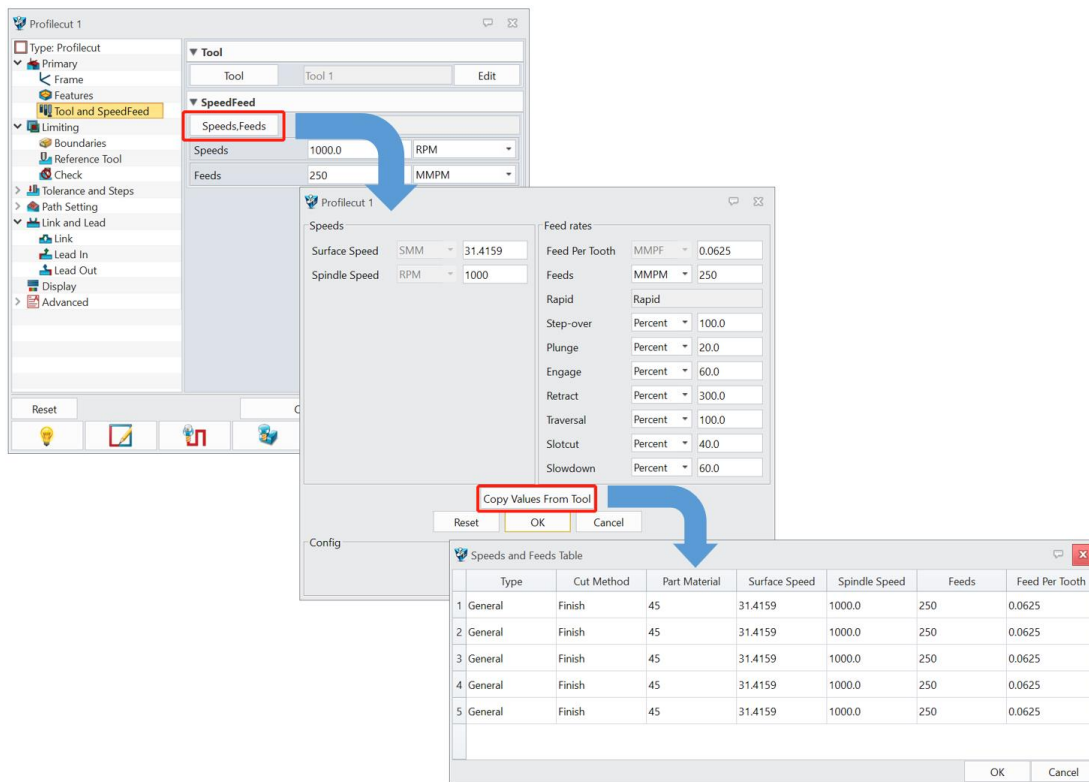 Profilecut 1
Type: Profilecut
Primary
Frame
Features
Tool and SpeedFeed
Limiting
Boundaries
Reference Tool
Check
Tolerance and Steps
Path Setting
Link and Lead
Link
Lead In
Lead Out
Display
Advanced
Tool
Tool Tool 1 Edit
SpeedFeed
Speeds,Feeds
Speeds 1000.0 RPM
Feeds 250 MMPM
Reset
Profilecut 1
Speeds
Surface Speed SMM 31.4159
Spindle Speed RPM 1000
Feed rates
Feed Per Tooth MMPF 0.0625
Feeds MMPM 250
Rapid Rapid
Step-over Percent 100.0
Plunge Percent 20.0
Engage Percent 60.0
Retract Percent 300.0
Traversal Percent 100.0
Slotcut Percent 40.0
Slowdown Percent 60.0
Copy Values From Tool
Reset OK Cancel
Config
Speeds and Feeds Table
Type Cut Method Part Material Surface Speed Spindle Speed Feeds Feed Per Tooth
1 General Finish 45 31.4159 1000.0 250 0.0625
2 General Finish 45 31.4159 1000.0 250 0.0625
3 General Finish 45 31.4159 1000.0 250 0.0625
4 General Finish 45 31.4159 1000.0 250 0.0625
5 General Finish 45 31.4159 1000.0 250 0.0625
OK Cancel